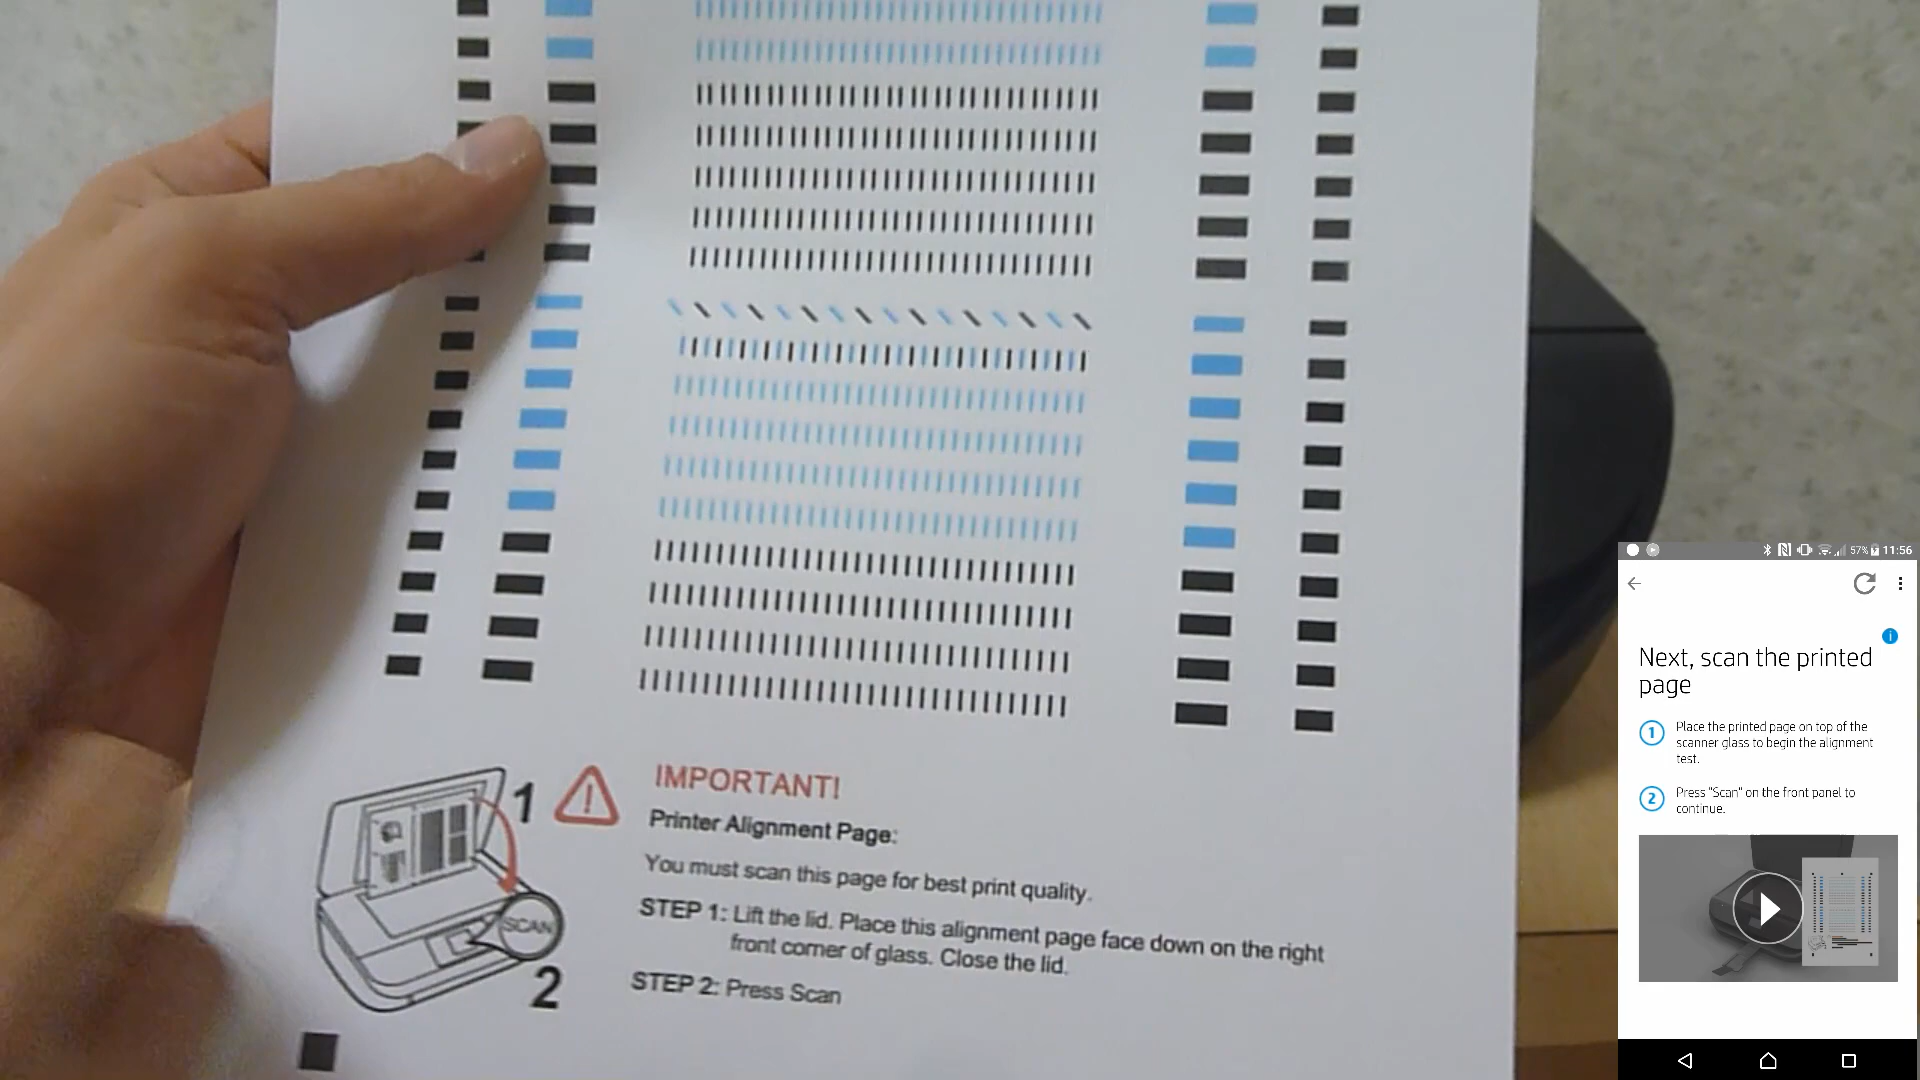 1
IMPORTANT!
Printer Alignment Page:
You must scan this page for best print quality.
STEP 1: Lift the lid. Place this alignment page face down on the right
front corner of glass. Close the lid.
STEP 2: Press Scan
SCAN
2
57% 11:56
i
Next, scan the printed
page
1 Place the printed page on top of the
scanner glass to begin the alignment
test.
2 Press "Scan" on the front panel to
continue.